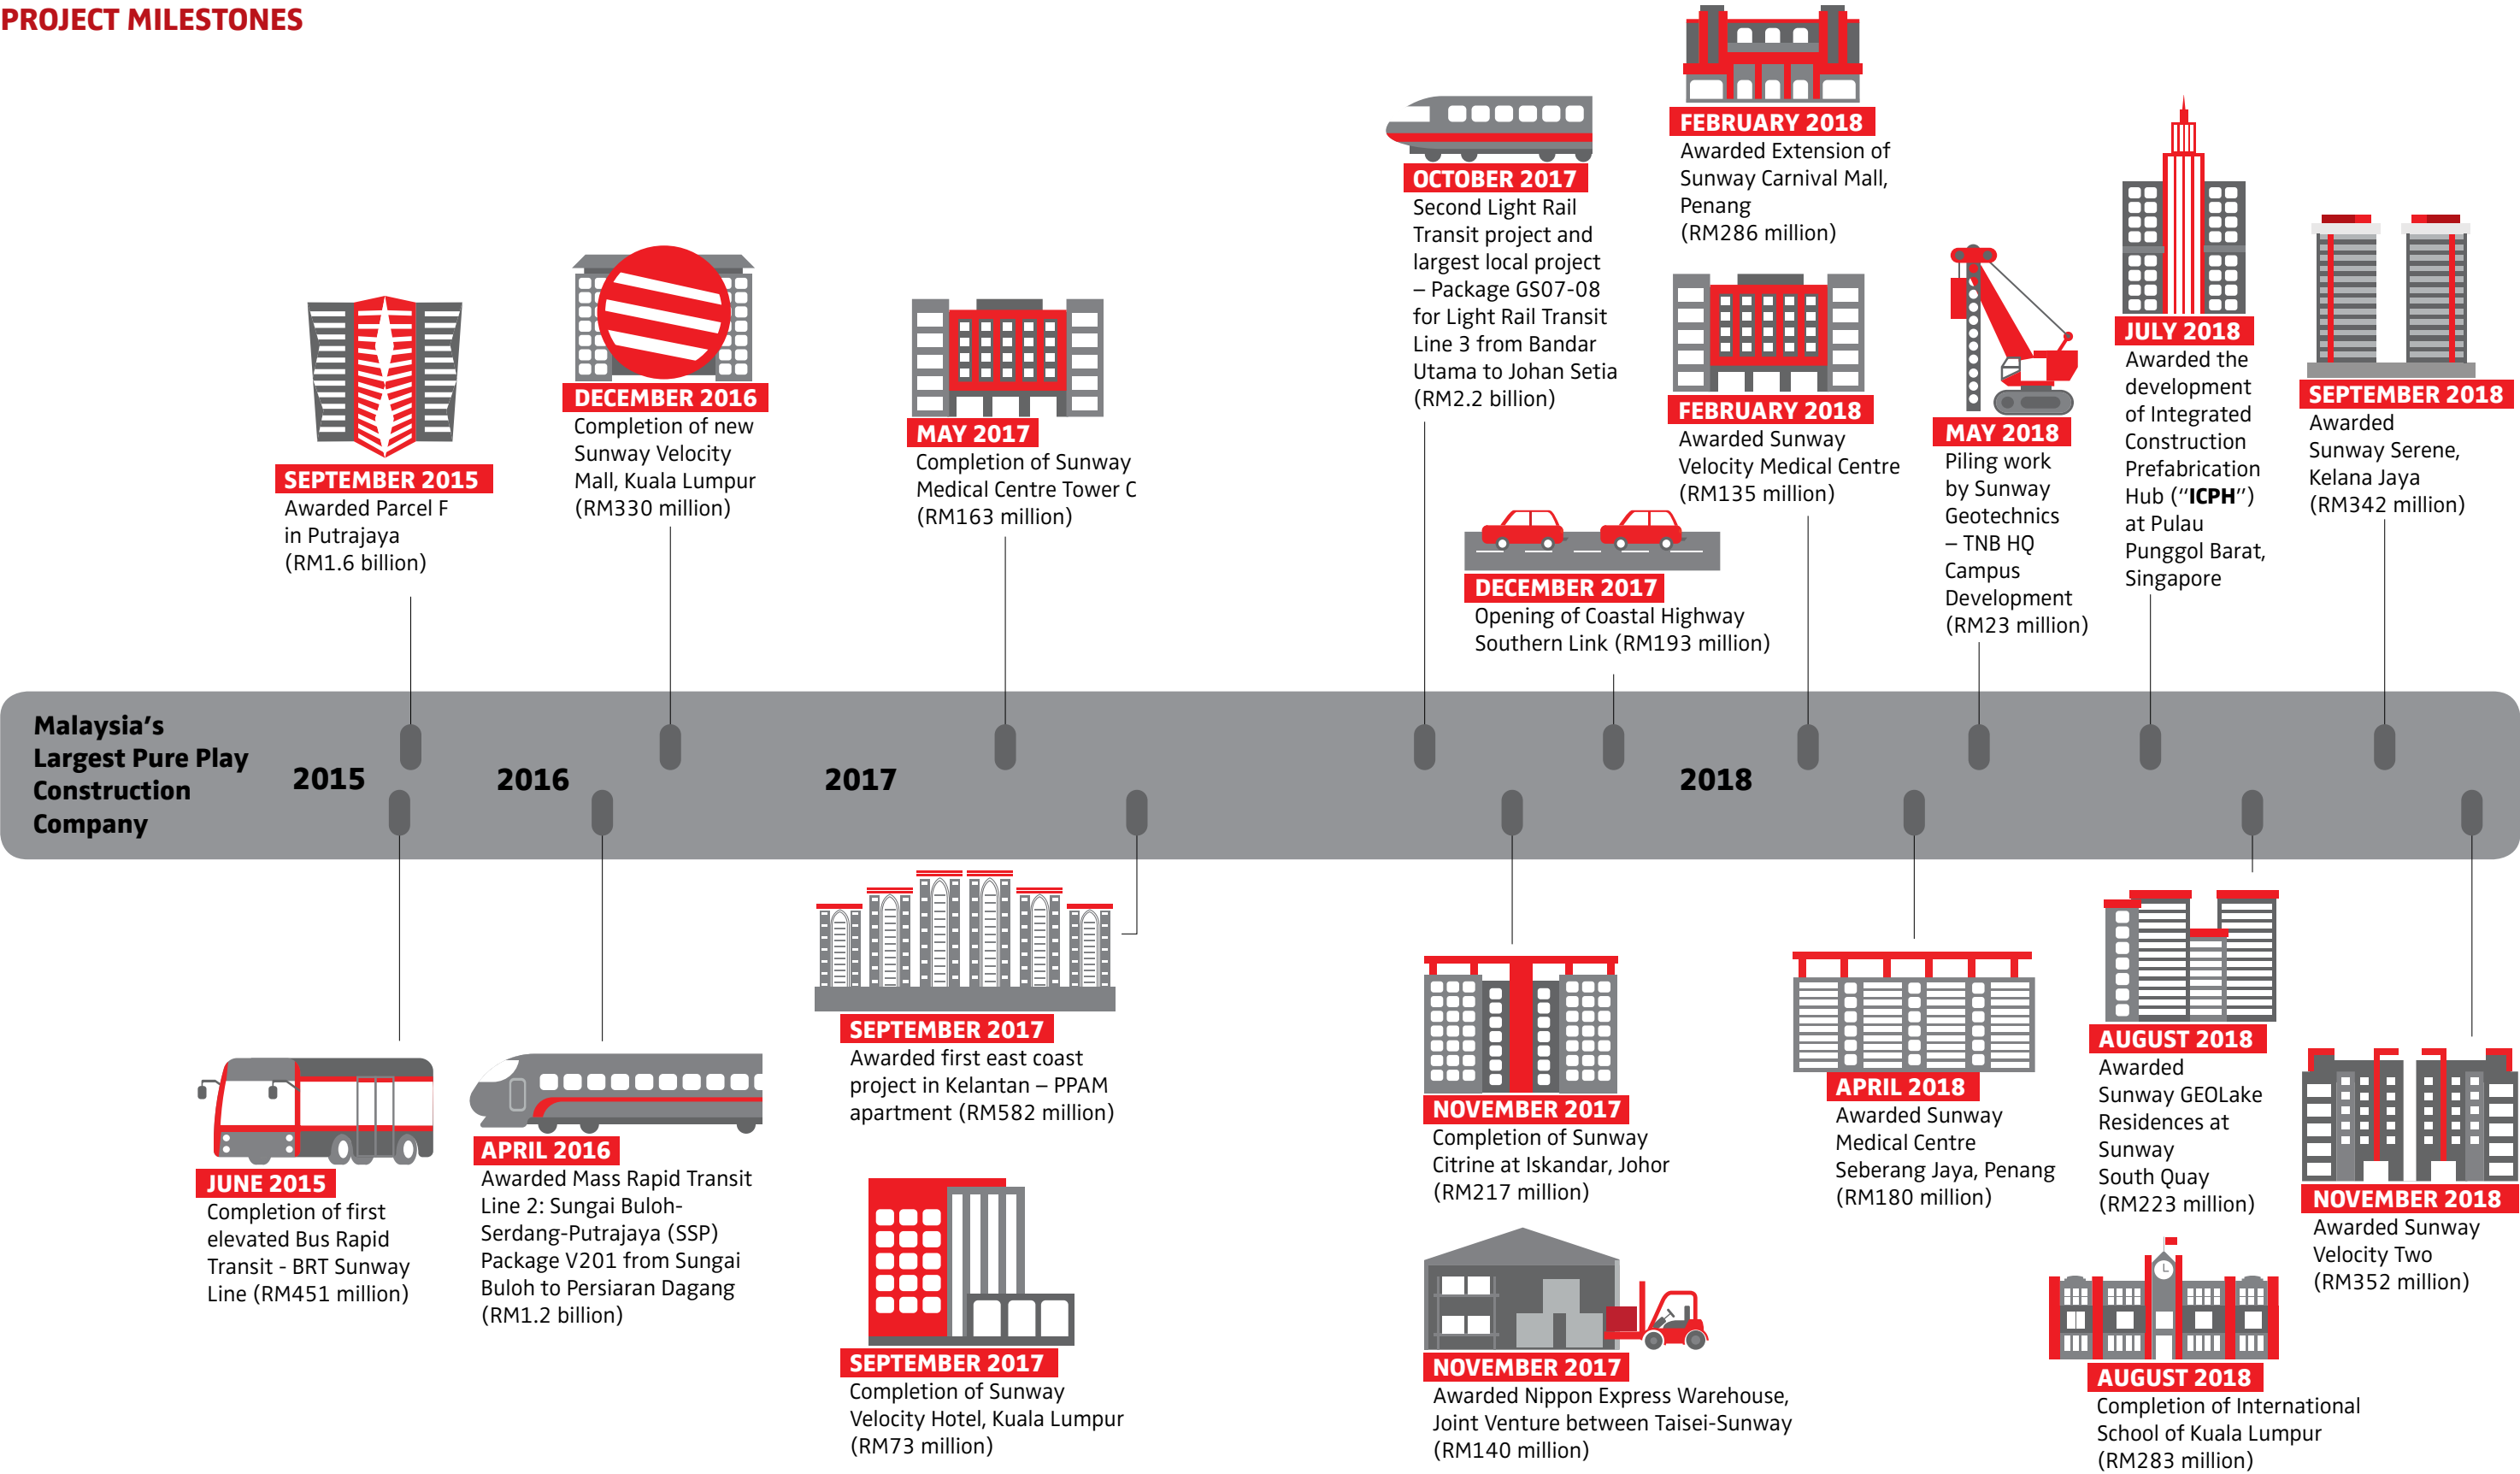 PROJECT MILESTONES
SEPTEMBER 2015
Awarded Parcel F
in Putrajaya
(RM1.6 billion)
DECEMBER 2016
Completion of new
Sunway Velocity
Mall, Kuala Lumpur
(RM330 million)
MAY 2017
Completion of Sunway
Medical Centre Tower C
(RM163 million)
OCTOBER 2017
Second Light Rail
Transit project and
largest local project
– Package GS07-08
for Light Rail Transit
Line 3 from Bandar
Utama to Johan Setia
(RM2.2 billion)
DECEMBER 2017
Opening of Coastal Highway
Southern Link (RM193 million)
FEBRUARY 2018
Awarded Extension of
Sunway Carnival Mall,
Penang
(RM286 million)
FEBRUARY 2018
Awarded Sunway
Velocity Medical Centre
(RM135 million)
MAY 2018
Piling work
by Sunway
Geotechnics
– TNB HQ
Campus
Development
(RM23 million)
JULY 2018
Awarded the
development
of Integrated
Construction
Prefabrication
Hub (“ICPH”)
at Pulau
Punggol Barat,
Singapore
SEPTEMBER 2018
Awarded
Sunway Serene,
Kelana Jaya
(RM342 million)
Malaysia’s
Largest Pure Play
Construction
Company
2015
2016
2017
2018
JUNE 2015
Completion of first
elevated Bus Rapid
Transit - BRT Sunway
Line (RM451 million)
APRIL 2016
Awarded Mass Rapid Transit
Line 2: Sungai Buloh-
Serdang-Putrajaya (SSP)
Package V201 from Sungai
Buloh to Persiaran Dagang
(RM1.2 billion)
SEPTEMBER 2017
Awarded first east coast
project in Kelantan – PPAM
apartment (RM582 million)
SEPTEMBER 2017
Completion of Sunway
Velocity Hotel, Kuala Lumpur
(RM73 million)
NOVEMBER 2017
Completion of Sunway
Citrine at Iskandar, Johor
(RM217 million)
NOVEMBER 2017
Awarded Nippon Express Warehouse,
Joint Venture between Taisei-Sunway
(RM140 million)
APRIL 2018
Awarded Sunway
Medical Centre
Seberang Jaya, Penang
(RM180 million)
AUGUST 2018
Awarded
Sunway GEOLake
Residences at
Sunway
South Quay
(RM223 million)
AUGUST 2018
Completion of International
School of Kuala Lumpur
(RM283 million)
NOVEMBER 2018
Awarded Sunway
Velocity Two
(RM352 million)